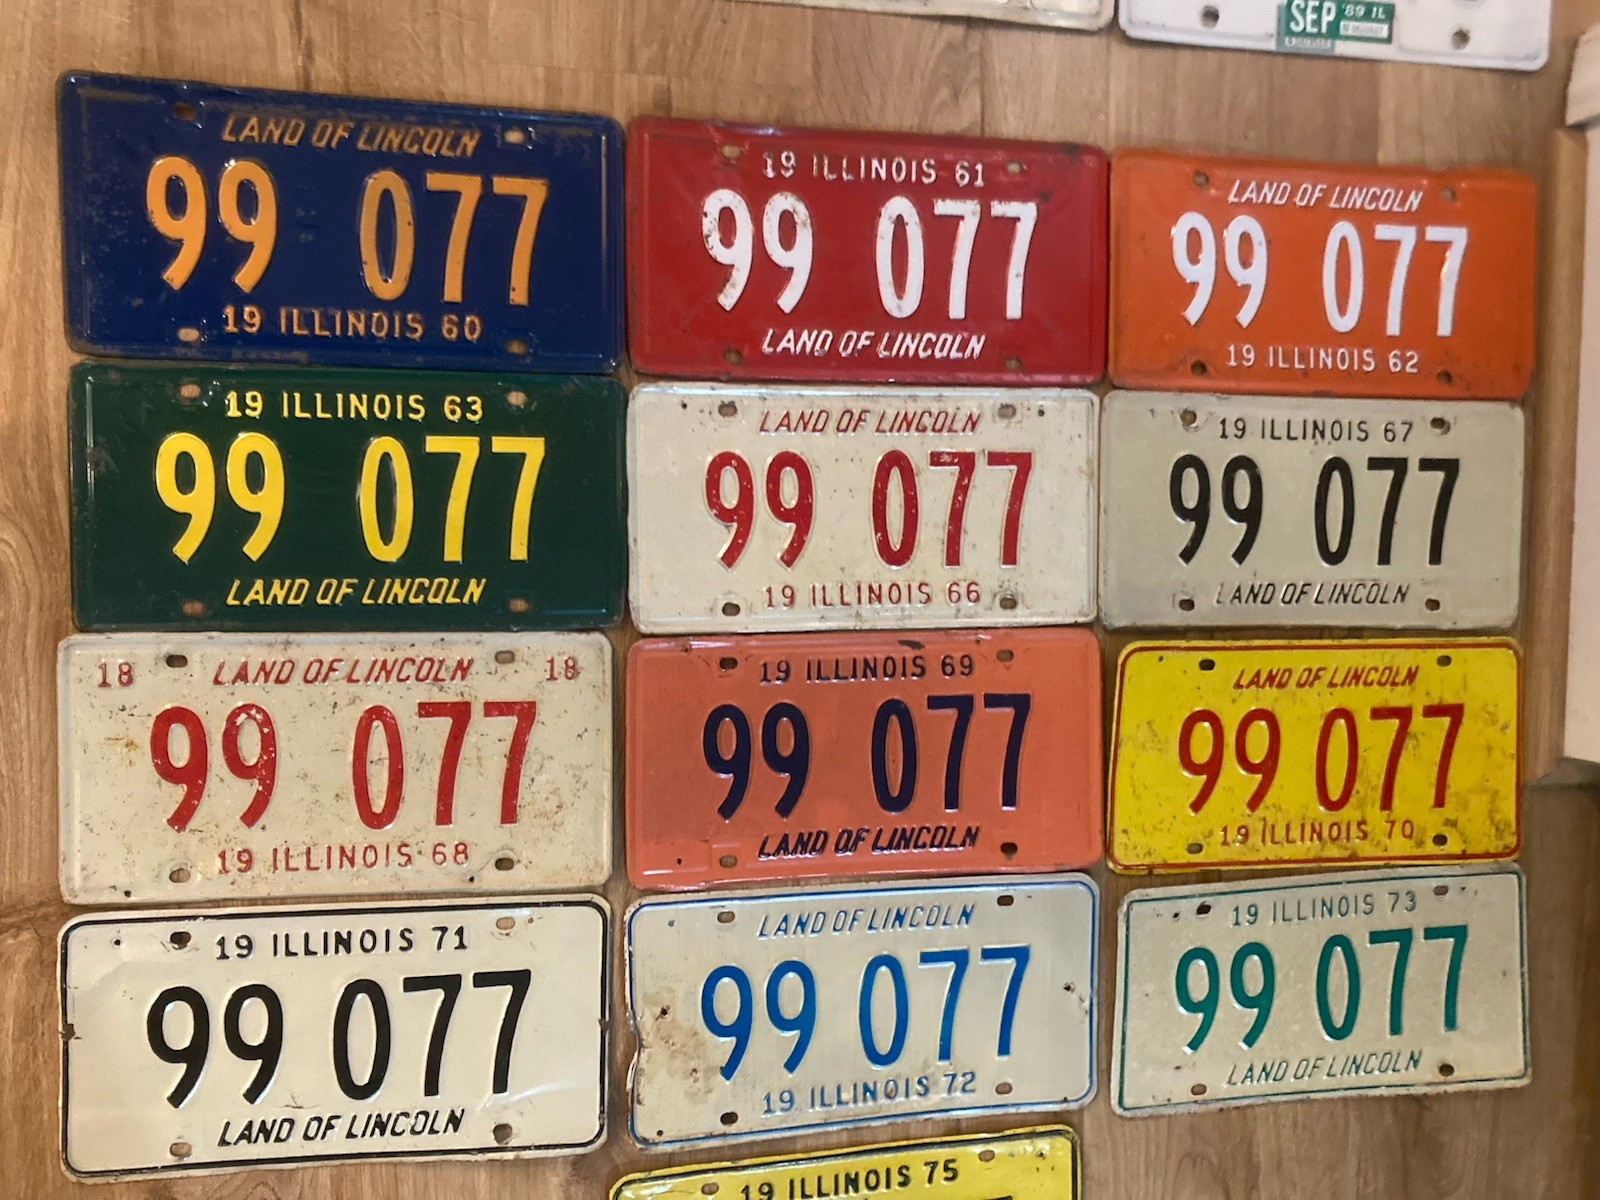 SEP '89 IL
LAND OF LINCOLN
99 077
19 ILLINOIS 60
19 ILLINOIS 61
99 077
LAND OF LINCOLN
LAND OF LINCOLN
99 077
19 ILLINOIS 62
19 ILLINOIS 63
99 077
LAND OF LINCOLN
LAND OF LINCOLN
99 077
19 ILLINOIS 66
19 ILLINOIS 67
99 077
LAND OF LINCOLN
18 LAND OF LINCOLN 18
99 077
19 ILLINOIS 68
19 ILLINOIS 69
99 077
LAND OF LINCOLN
LAND OF LINCOLN
99 077
19 ILLINOIS 70
19 ILLINOIS 71
99 077
LAND OF LINCOLN
LAND OF LINCOLN
99 077
19 ILLINOIS 72
19 ILLINOIS 73
99 077
LAND OF LINCOLN
19 ILLINOIS 75